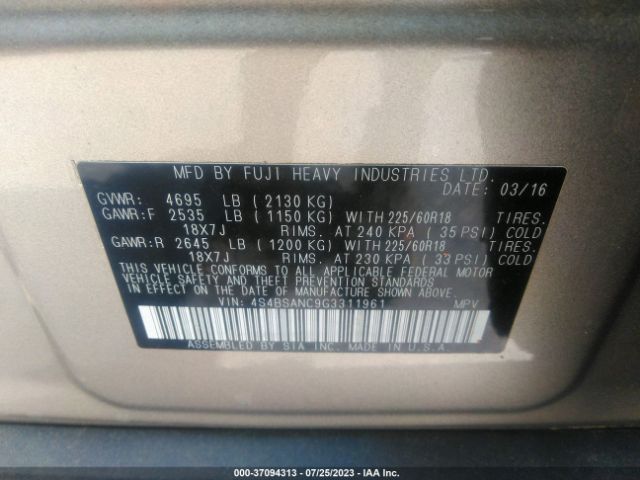 MFD BY FUJI HEAVY INDUSTRIES LTD.
DATE: 03/16
GVWR: 4695 LB (2130 KG)
GAWR:F 2535 LB (1150 KG) WITH 225/60R18 TIRES.
18X7J RIMS. AT 240 KPA (35 PSI) COLD
GAWR:R 2645 LB (1200 KG) WITH 225/60R18 TIRES.
18X7J RIMS. AT 230 KPA (33 PSI) COLD
THIS VEHICLE CONFORMS TO ALL APPLICABLE FEDERAL MOTOR
VEHICLE SAFETY AND THEFT PREVENTION STANDARDS IN
EFFECT ON THE DATE OF MANUFACTURE SHOWN ABOVE.
VIN: 4S4BSANC9G3311961 MPV
ASSEMBLED BY SIA INC. MADE IN U.S.A
000-37094313 - 07/25/2023 - IAA Inc.